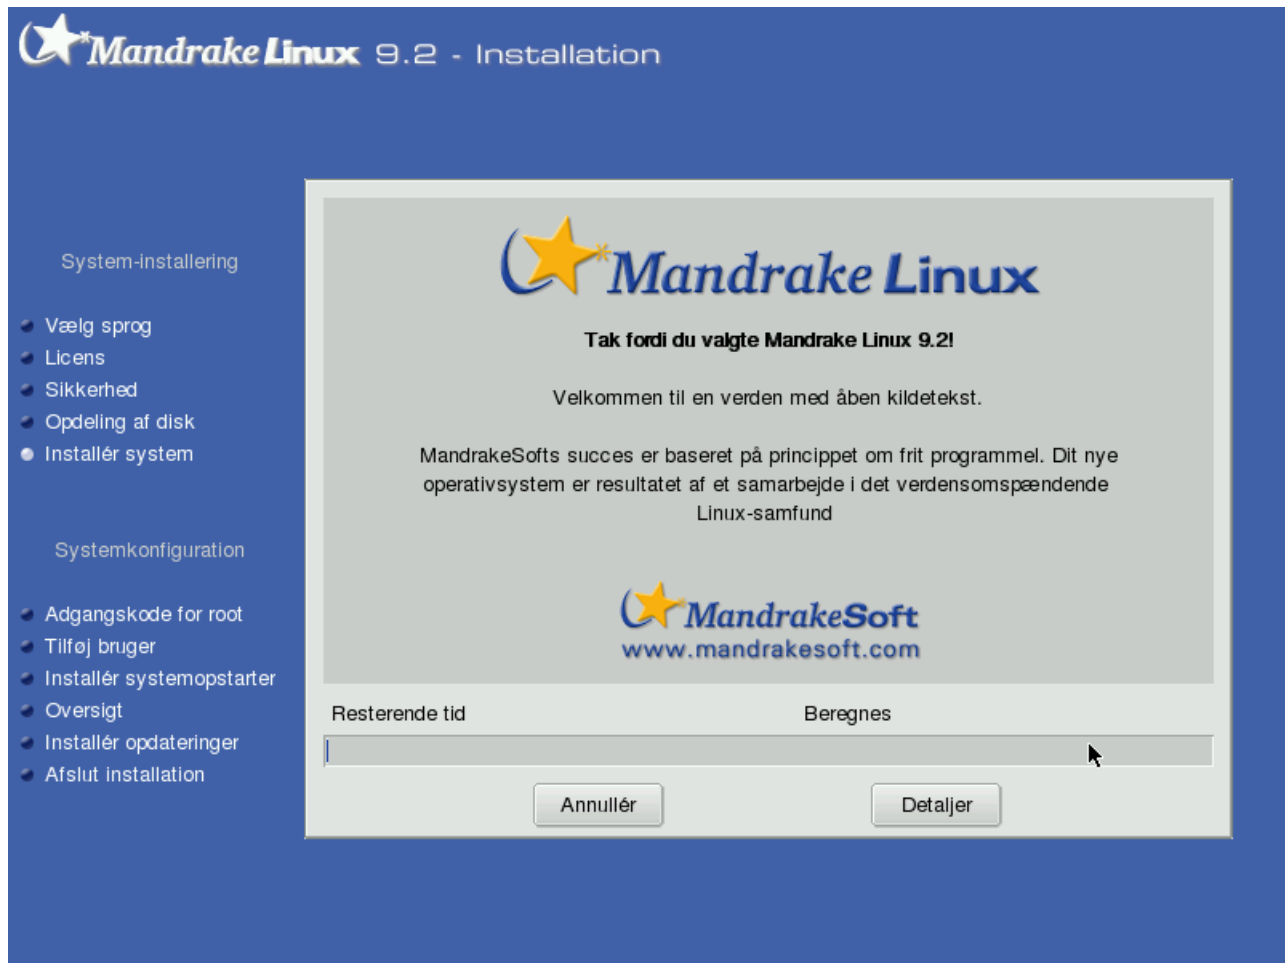 Mandrake Linux 9.2 - Installation
System-installering
Vælg sprog
Licens
Sikkerhed
Opdeling af disk
Installér system
Systemkonfiguration
Adgangskode for root
Tilføj bruger
Installér systemopstarter
Oversigt
Installér opdateringer
Afslut installation
Mandrake Linux
Tak fordi du valgte Mandrake Linux 9.2!
Velkommen til en verden med åben kildetekst.
MandrakeSofts succes er baseret på princippet om frit programmel. Dit nye
operativsystem er resultatet af et samarbejde i det verdensomspændende
Linux-samfund
MandrakeSoft
www.mandrakesoft.com
Resterende tid Beregnes
Annullér Detaljer